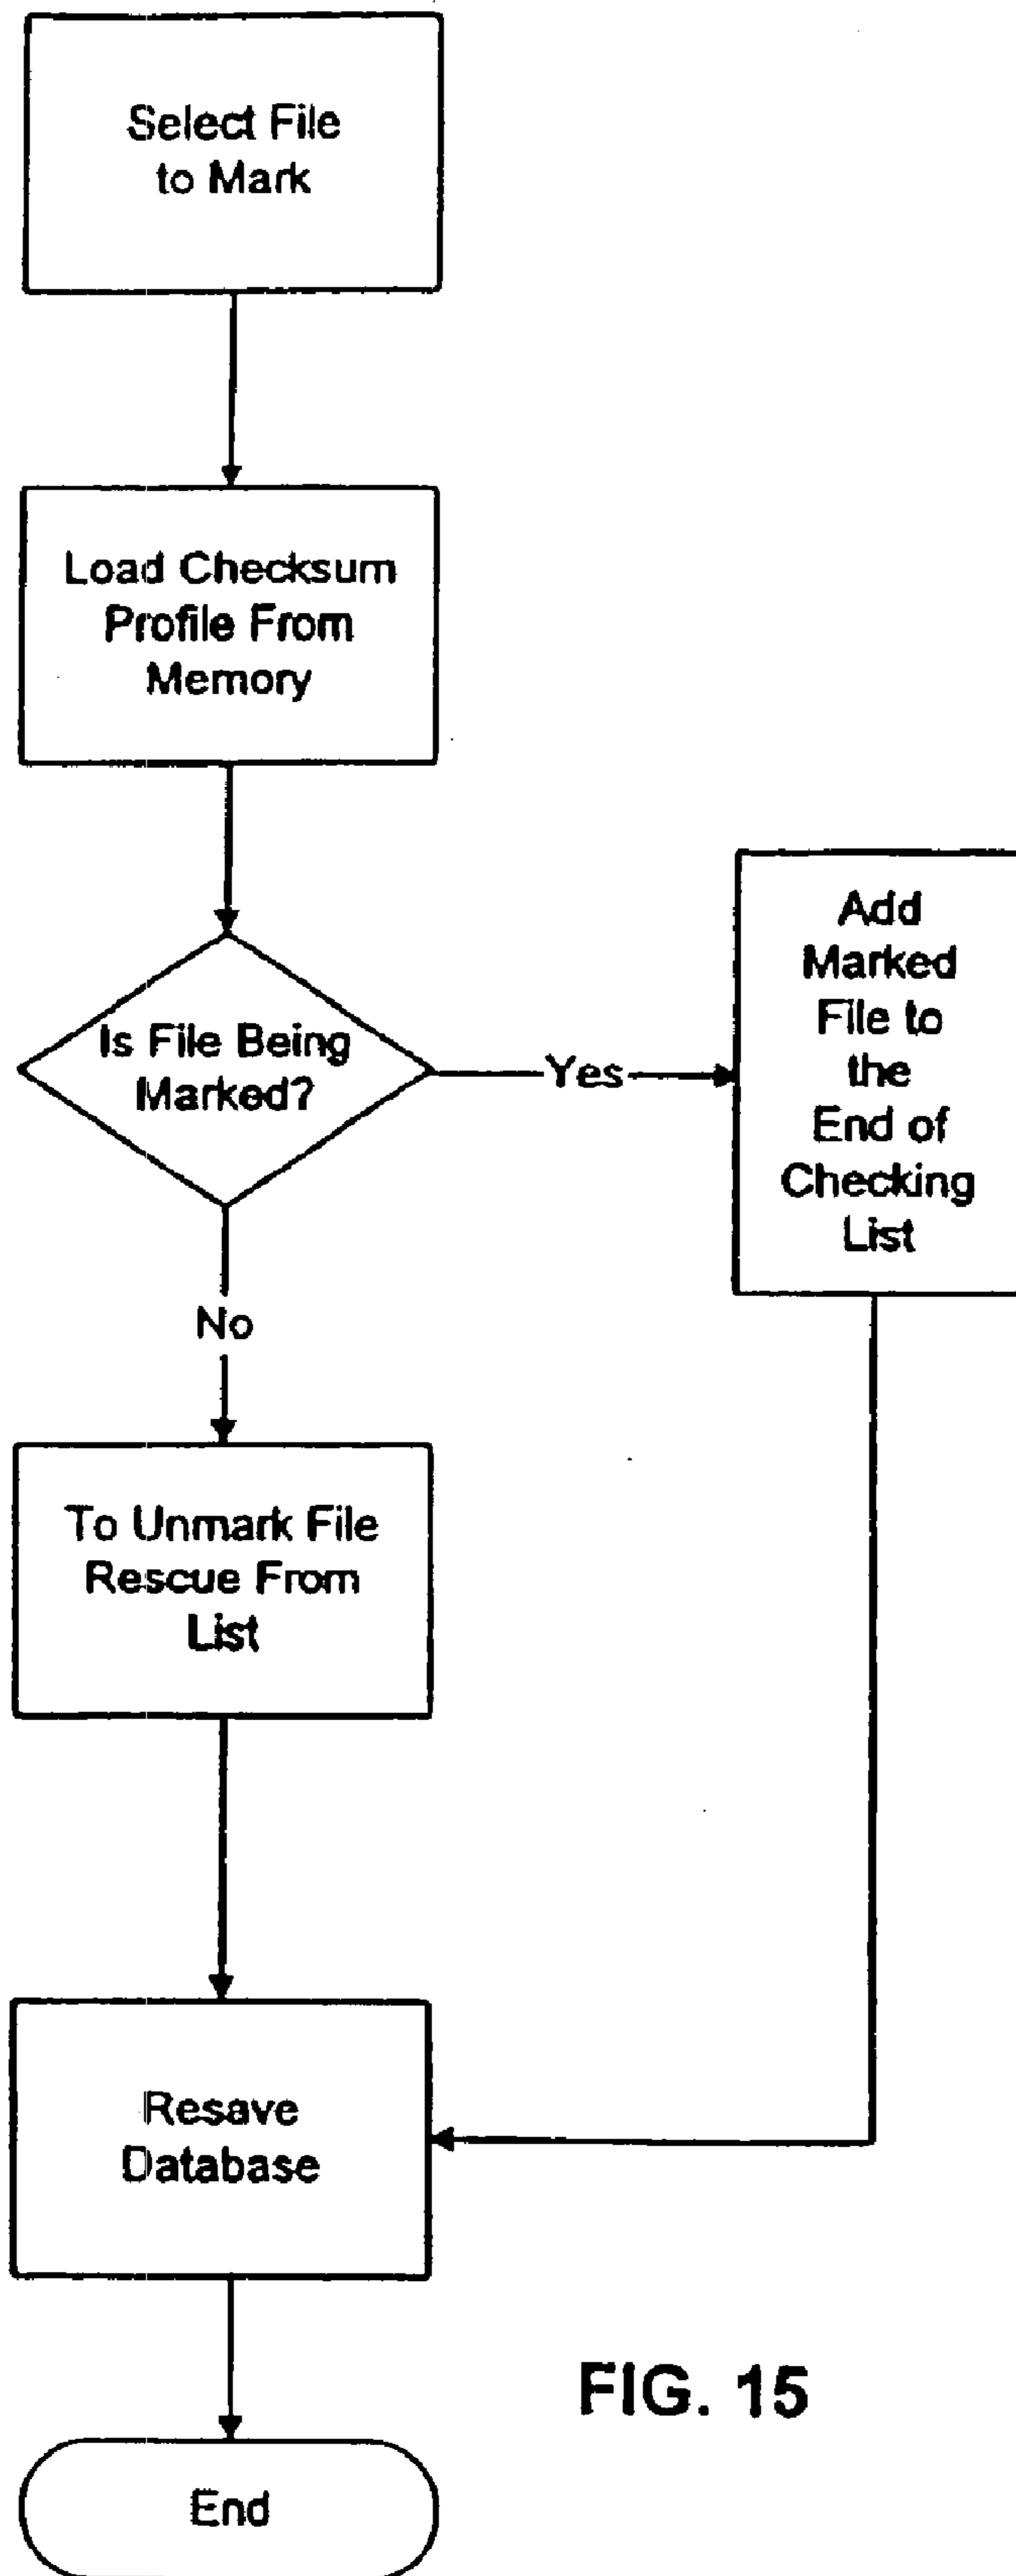 Select File
to Mark
Load Checksum
Profile From
Memory
Is File Being
Marked?
Yes
Add
Marked
File to
the
End of
Checking
List
No
To Unmark File
Rescue From
List
Resave
Database
FIG. 15
End